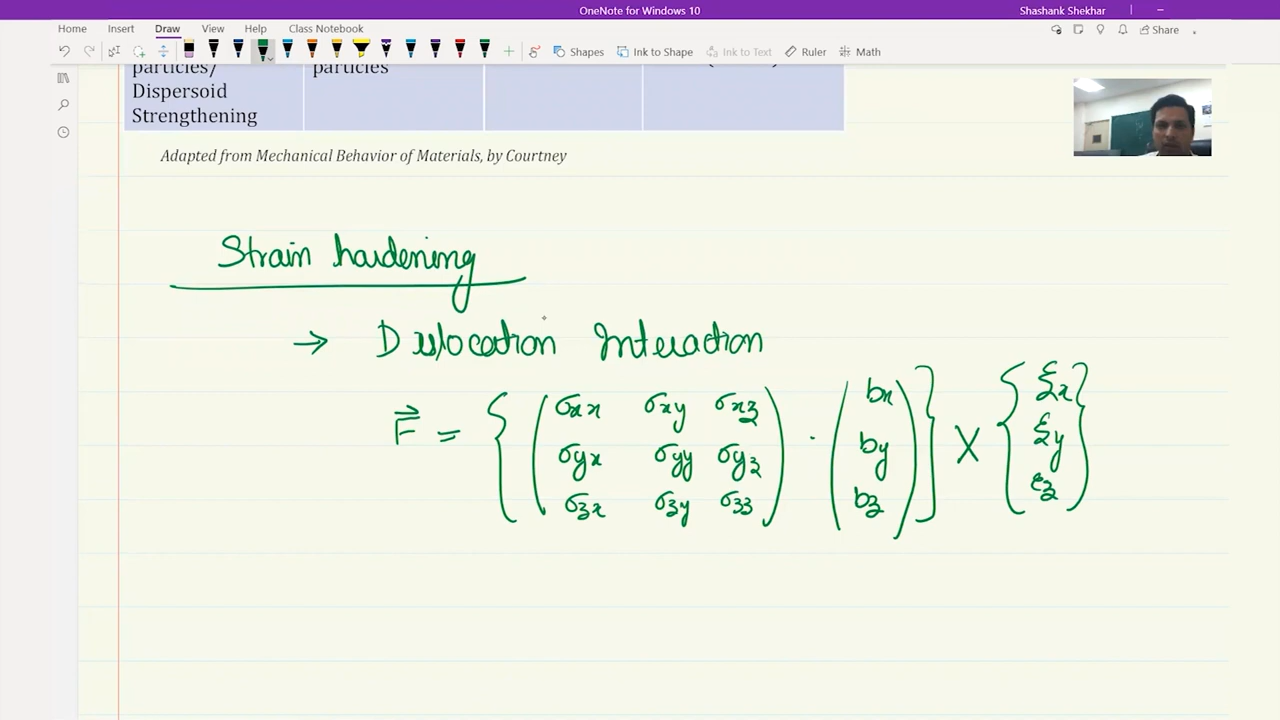 OneNote for Windows 10
Shashank Shekhar
Home Insert Draw View Help Class Notebook
Share
Shapes Ink to Shape Ink to Text Ruler Math
particles/ particles
Dispersoid
Strengthening
Adapted from Mechanical Behavior of Materials, by Courtney
Strain hardening
→ Dislocation Interaction
F⃗ = { ( σxx σxy σxz ) · ( bx ) } X { ξx }
σyx σyy σyz by ξy
σzx σzy σzz bz ξz